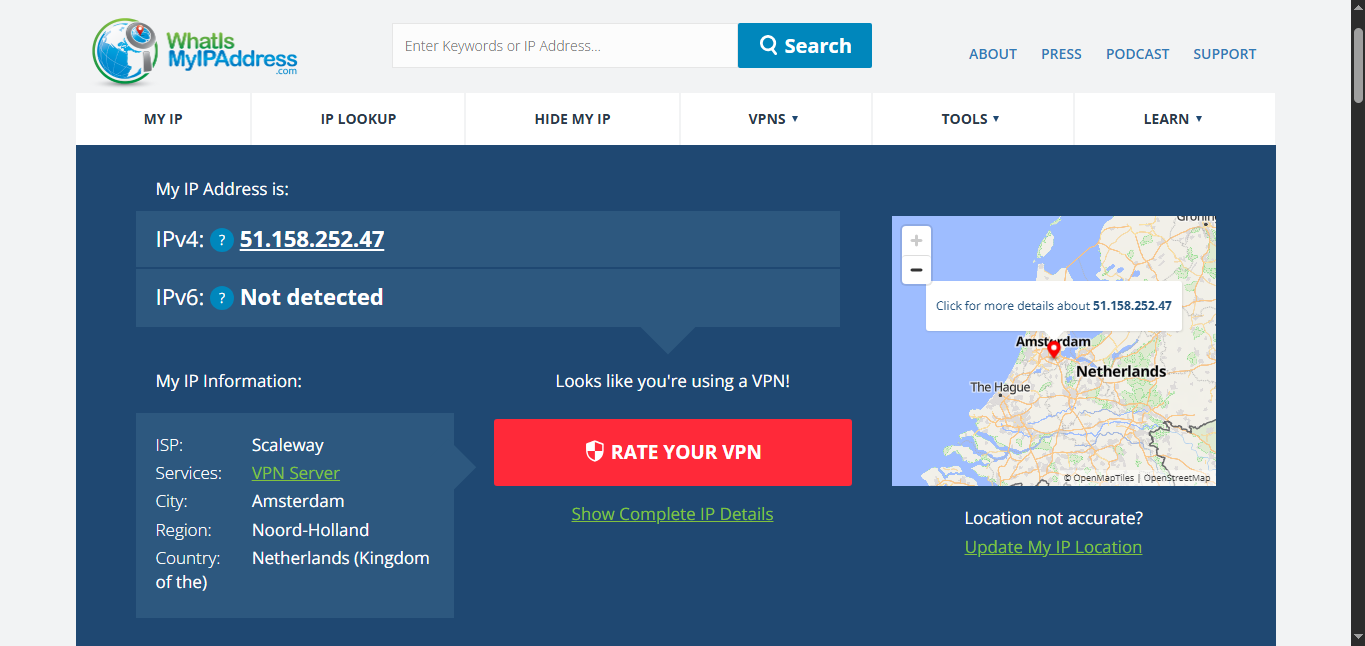 WhatIs
MyIPAddress
.com
Enter Keywords or IP Address...
Search
ABOUT PRESS PODCAST SUPPORT
MY IP IP LOOKUP HIDE MY IP VPNS ▼ TOOLS ▼ LEARN ▼
My IP Address is:
IPv4: ? 51.158.252.47
IPv6: ? Not detected
My IP Information:
ISP: Scaleway
Services: VPN Server
City: Amsterdam
Region: Noord-Holland
Country: Netherlands (Kingdom
of the)
Looks like you're using a VPN!
RATE YOUR VPN
Show Complete IP Details
+
−
Click for more details about 51.158.252.47
Amsterdam
Netherlands
The Hague
© OpenMapTiles | OpenStreetMap
Location not accurate?
Update My IP Location